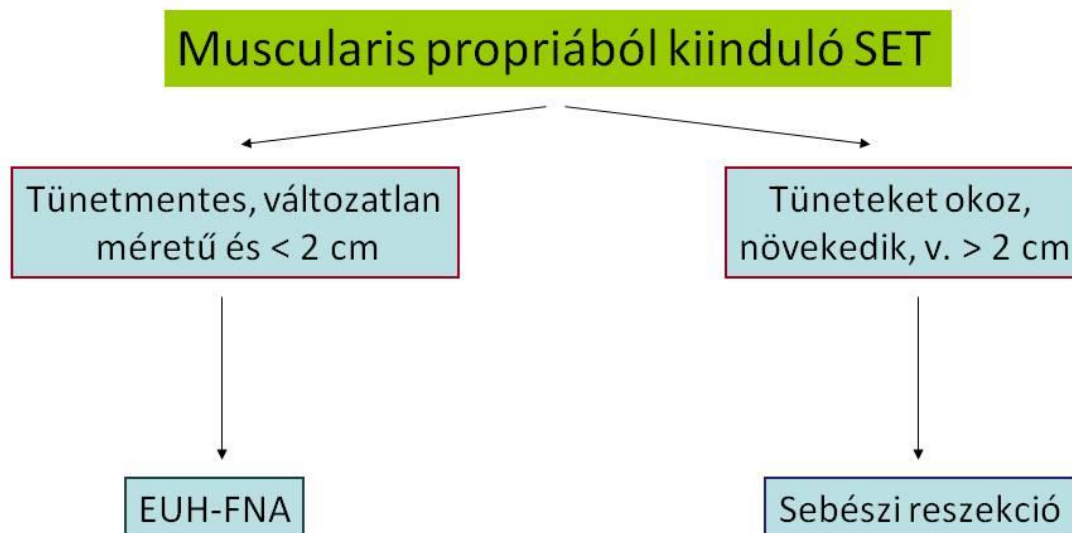 Muscularis propriából kiinduló SET
Tünetmentes, változatlan
méretű és < 2 cm
Tüneteket okoz,
növekedik, v. > 2 cm
EUH-FNA
Sebészi reszekció